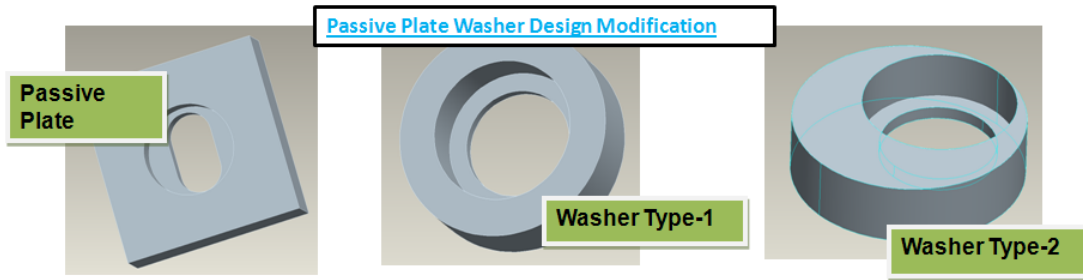 Passive Plate Washer Design Modification
Passive
Plate
Washer Type-1
Washer Type-2